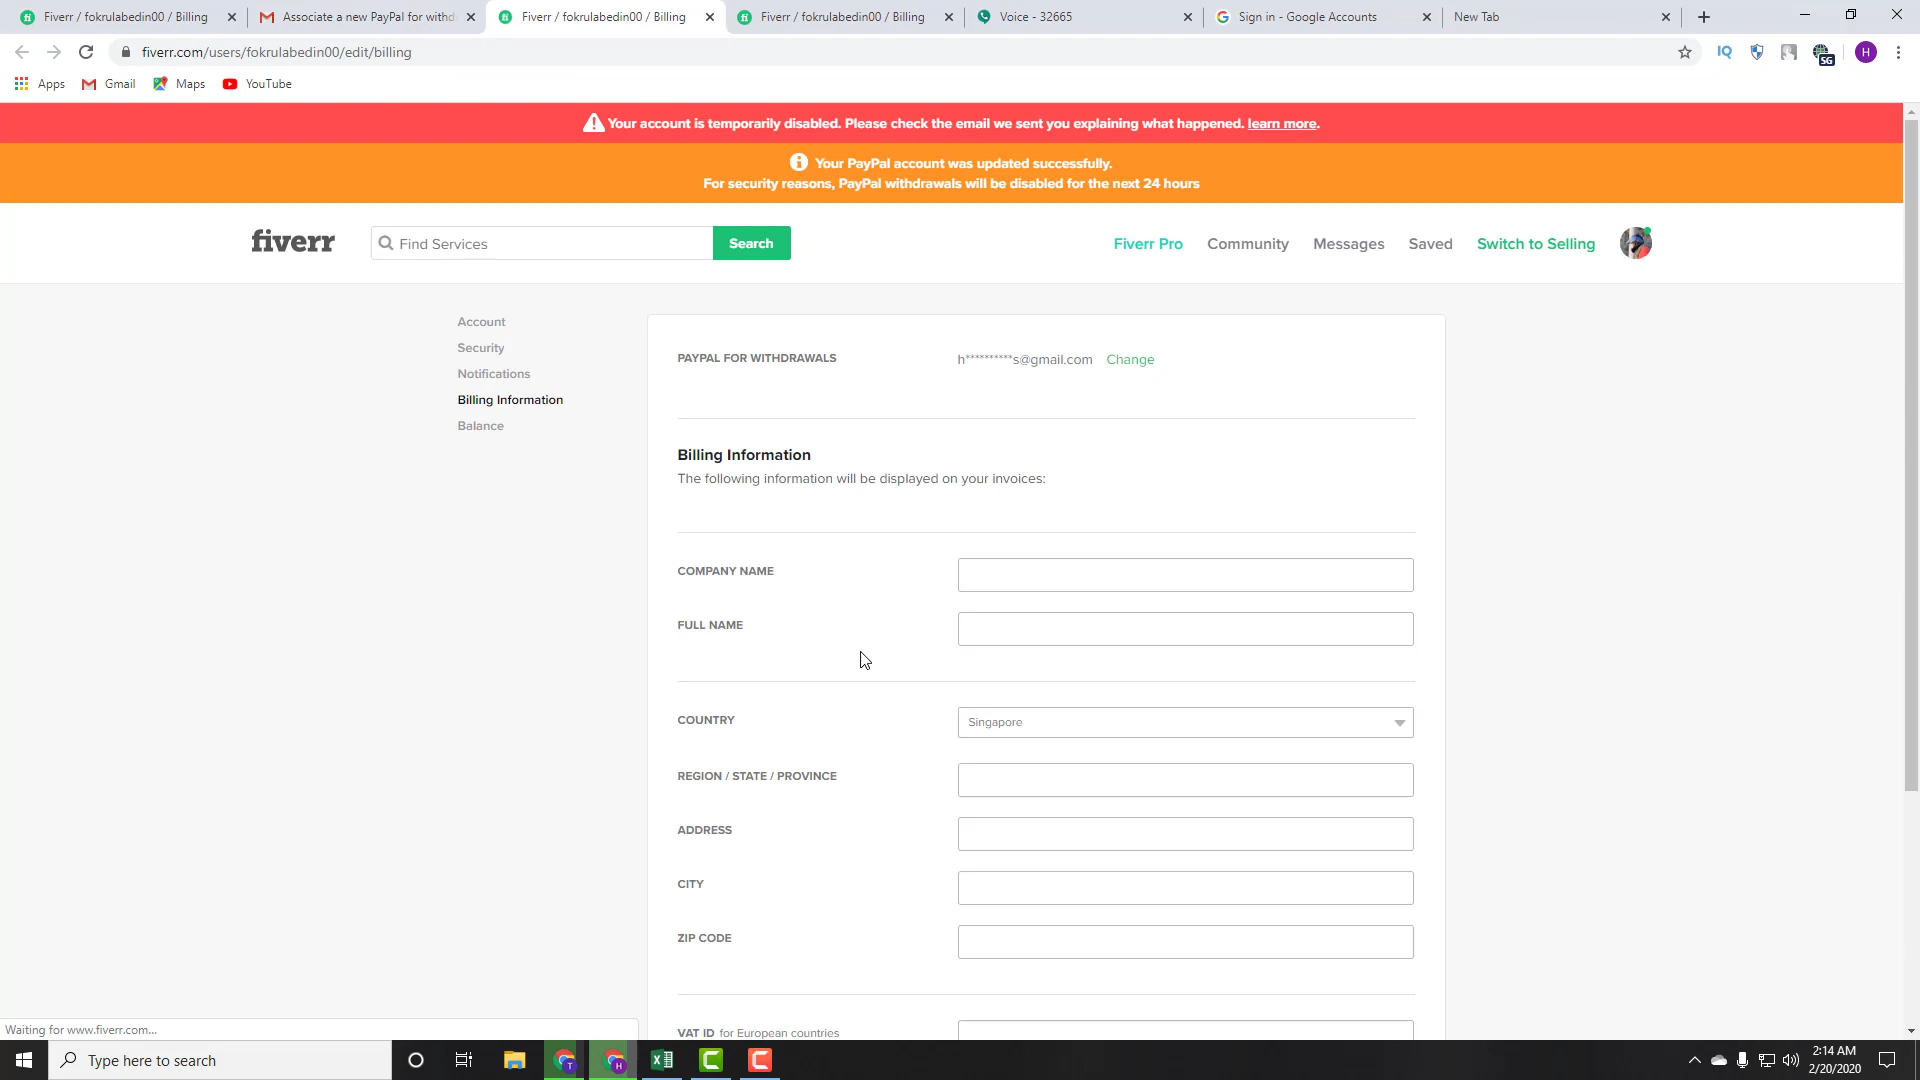 Fiverr / fokrulabedin00 / Billing
Associate a new PayPal for withd
Fiverr / fokrulabedin00 / Billing
Fiverr / fokrulabedin00 / Billing
Voice - 32665
Sign in - Google Accounts
New Tab
fiverr.com/users/fokrulabedin00/edit/billing
IQ
SG
H
Apps
Gmail
Maps
YouTube
Your account is temporarily disabled. Please check the email we sent you explaining what happened. learn more.
Your PayPal account was updated successfully.
For security reasons, PayPal withdrawals will be disabled for the next 24 hours
fiverr
Find Services
Search
Fiverr Pro
Community
Messages
Saved
Switch to Selling
Account
Security
Notifications
Billing Information
Balance
PAYPAL FOR WITHDRAWALS
h**********s@gmail.com Change
Billing Information
The following information will be displayed on your invoices:
COMPANY NAME
FULL NAME
COUNTRY
Singapore
REGION / STATE / PROVINCE
ADDRESS
CITY
ZIP CODE
VAT ID for European countries
Waiting for www.fiverr.com...
Type here to search
T
H
2:14 AM
2/20/2020